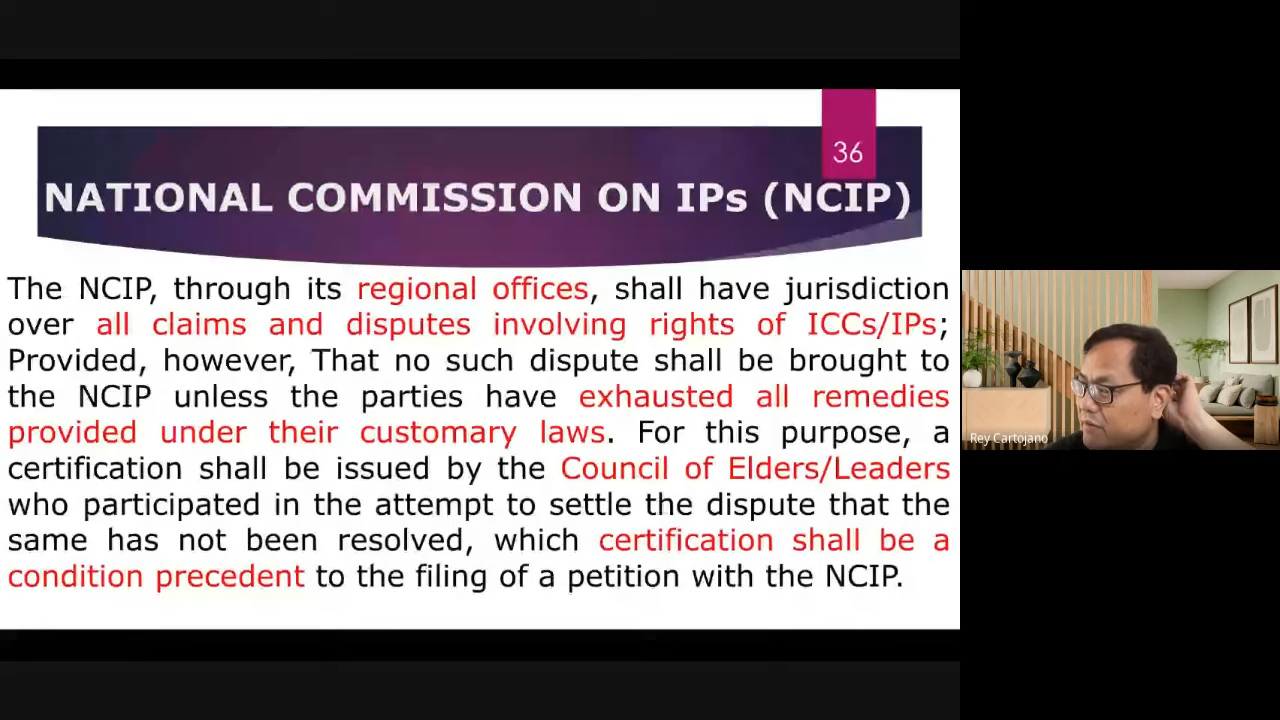 36
NATIONAL COMMISSION ON IPs (NCIP)
The NCIP, through its regional offices, shall have jurisdiction
over all claims and disputes involving rights of ICCs/IPs;
Provided, however, That no such dispute shall be brought to
the NCIP unless the parties have exhausted all remedies
provided under their customary laws. For this purpose, a
certification shall be issued by the Council of Elders/Leaders
who participated in the attempt to settle the dispute that the
same has not been resolved, which certification shall be a
condition precedent to the filing of a petition with the NCIP.
Rey Cartojano